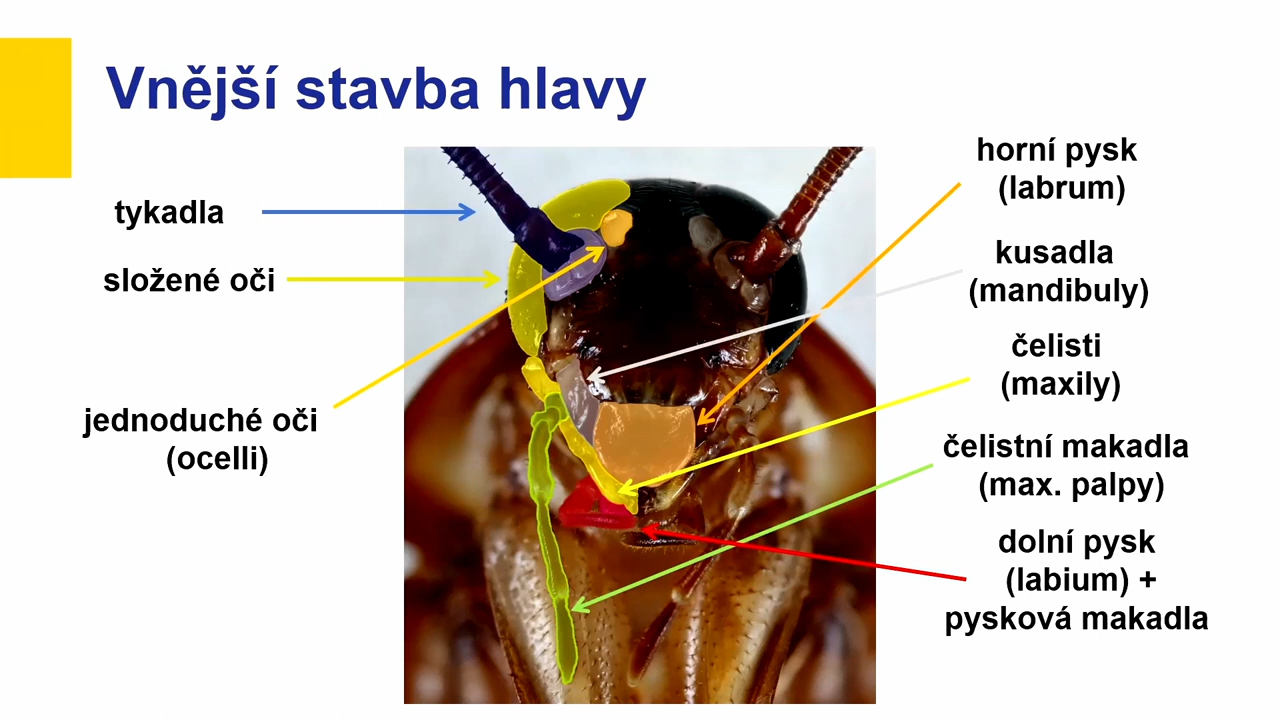 Vnější stavba hlavy
tykadla
složené oči
jednoduché oči
(ocelli)
horní pysk
(labrum)
kusadla
(mandibuly)
čelisti
(maxily)
čelistní makadla
(max. palpy)
dolní pysk
(labium) +
pysková makadla